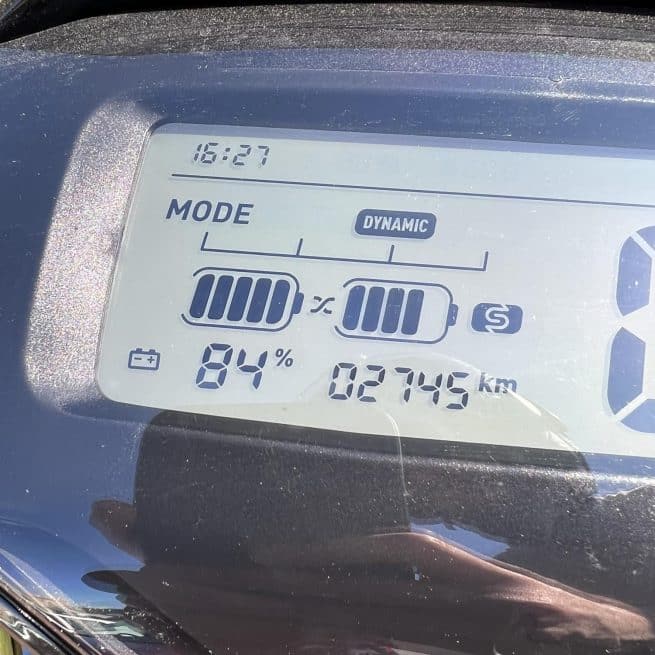 16:27
MODE DYNAMIC
S
84% 02745 km